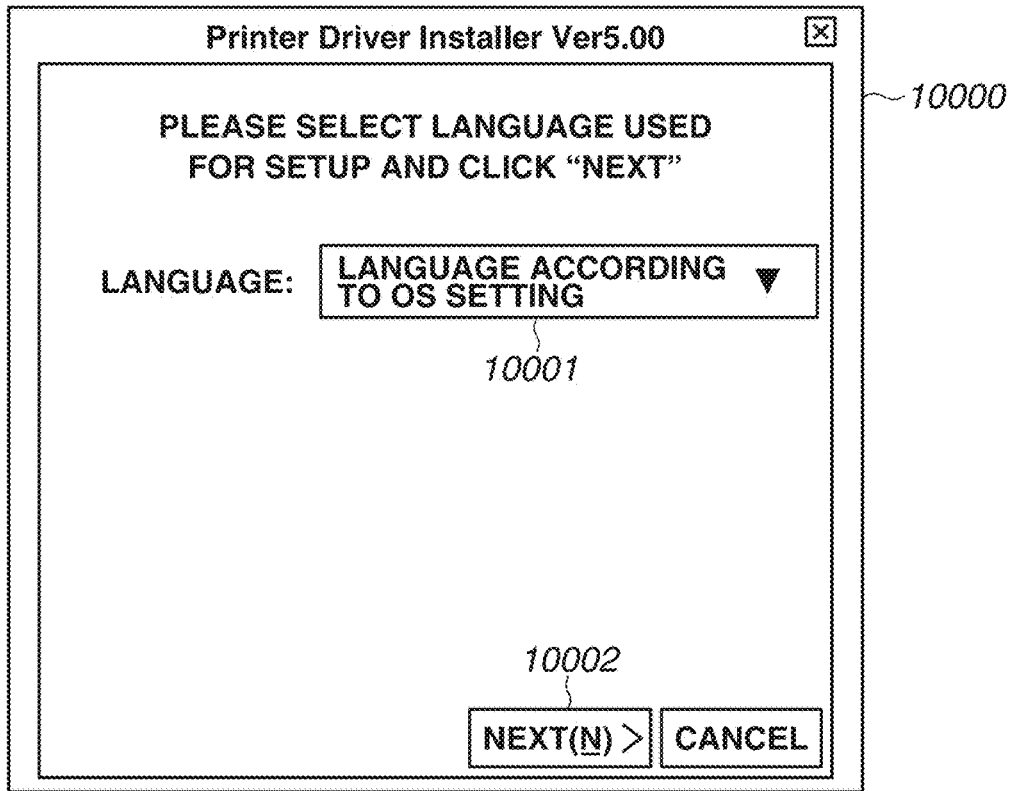 Printer Driver Installer Ver5.00
10000
PLEASE SELECT LANGUAGE USED
FOR SETUP AND CLICK “NEXT”
LANGUAGE:
LANGUAGE ACCORDING
TO OS SETTING
▼
10001
10002
NEXT(N) >
CANCEL